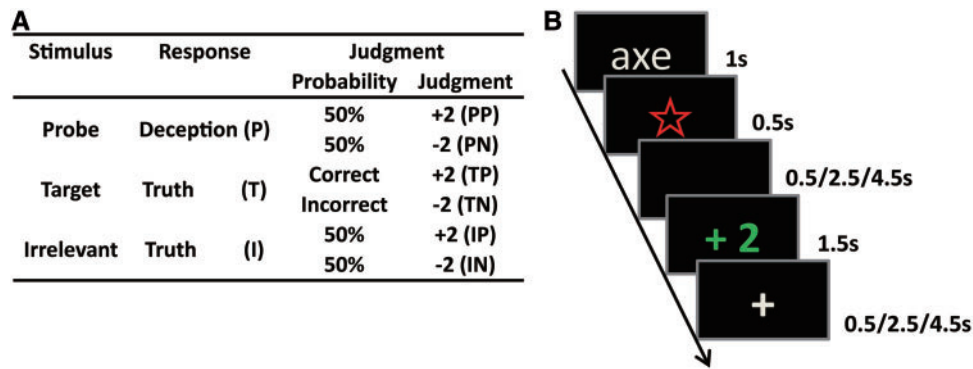 A
Stimulus Response Judgment
Probability Judgment
Probe Deception (P) 50% +2 (PP)
50% -2 (PN)
Target Truth (T) Correct +2 (TP)
Incorrect -2 (TN)
Irrelevant Truth (I) 50% +2 (IP)
50% -2 (IN)
B
axe
1s
0.5s
0.5/2.5/4.5s
+ 2
1.5s
+
0.5/2.5/4.5s